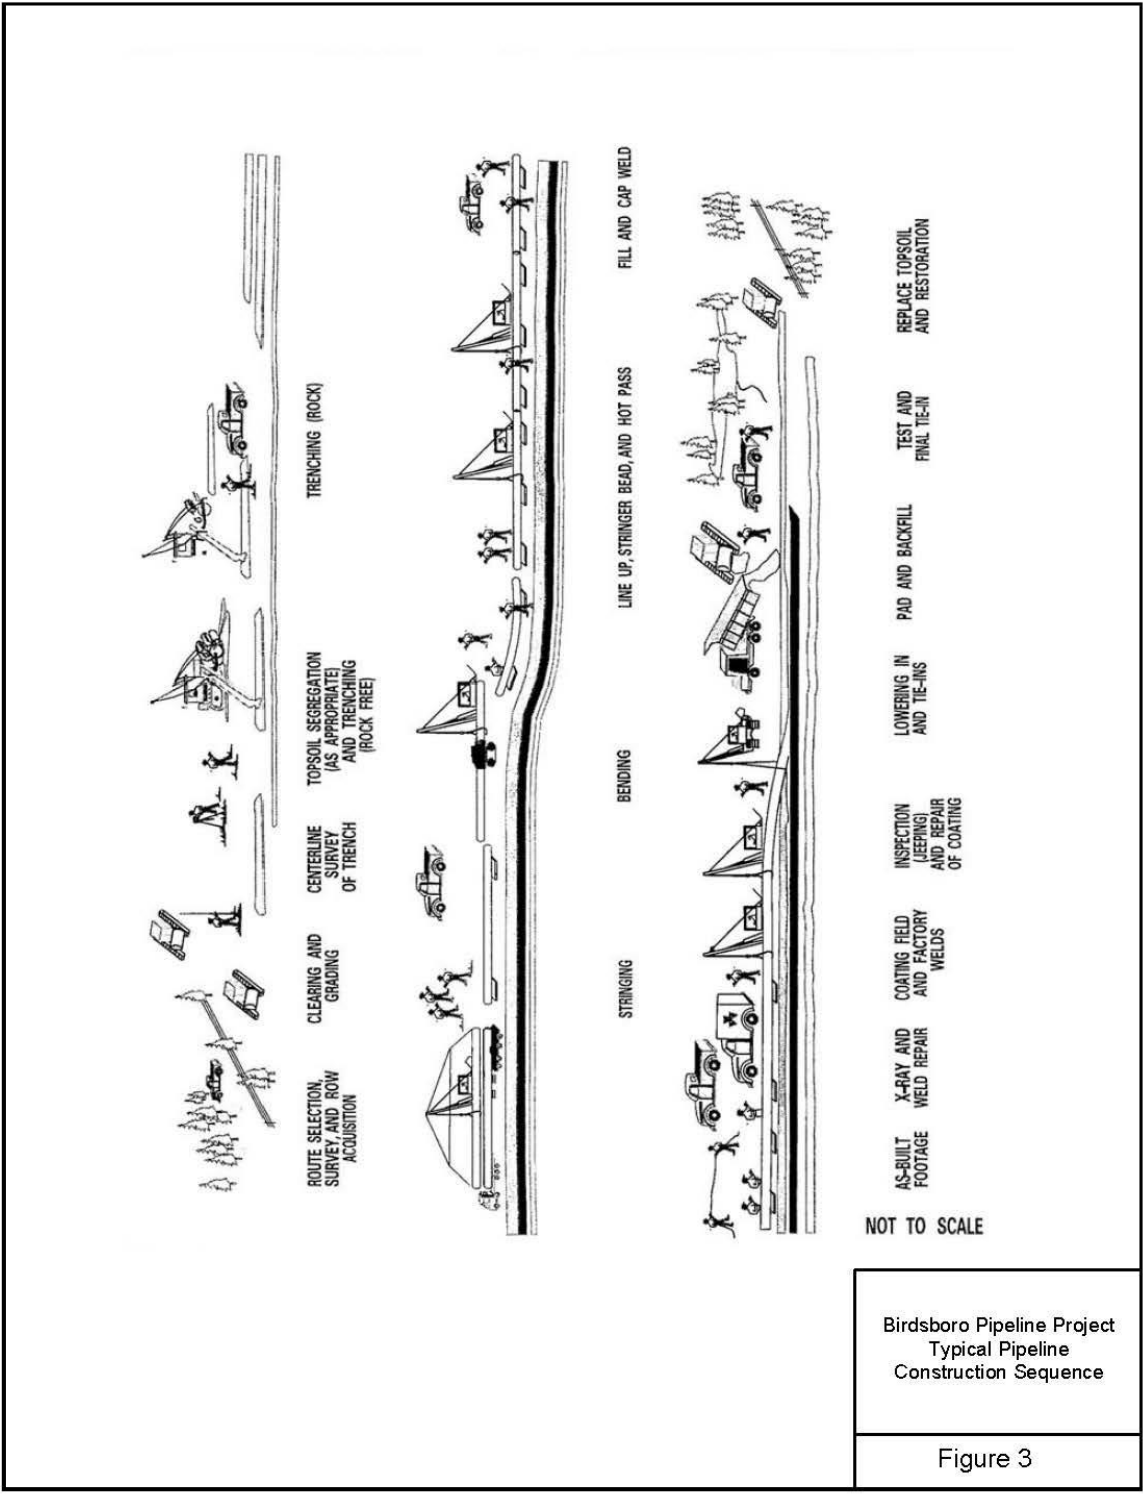 ROUTE SELECTION,
SURVEY, AND ROW
ACQUISITION
CLEARING AND
GRADING
CENTERLINE
SURVEY
OF TRENCH
TOPSOIL SEGREGATION
(AS APPROPRIATE)
AND TRENCHING
(ROCK FREE)
TRENCHING (ROCK)
STRINGING
BENDING
LINE UP, STRINGER BEAD, AND HOT PASS
FILL AND CAP WELD
AS-BUILT
FOOTAGE
X-RAY AND
WELD REPAIR
COATING FIELD
AND FACTORY
WELDS
INSPECTION
(JEEPING)
AND REPAIR
OF COATING
LOWERING IN
AND TIE-INS
PAD AND BACKFILL
TEST AND
FINAL TIE-IN
REPLACE TOPSOIL
AND RESTORATION
NOT TO SCALE
Birdsboro Pipeline Project
Typical Pipeline
Construction Sequence
Figure 3